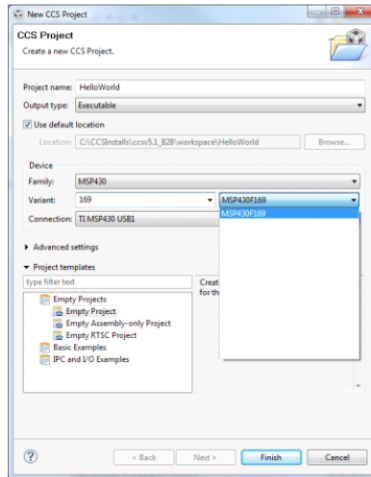 New CCS Project
CCS Project
Create a new CCS Project.
Project name: HelloWorld
Output type: Executable
Use default location
Location: C:\CCSInstalls\ccsv5.1_B2B\workspace\HelloWorld Browse...
Device
Family: MSP430
Variant: 169 MSP430F169
MSP430F169
Connection: TI MSP430 USB1
Advanced settings
Project templates
type filter text
Creat
for th
Empty Projects
Empty Project
Empty Assembly-only Project
Empty RTSC Project
Basic Examples
IPC and I/O Examples
< Back Next > Finish Cancel